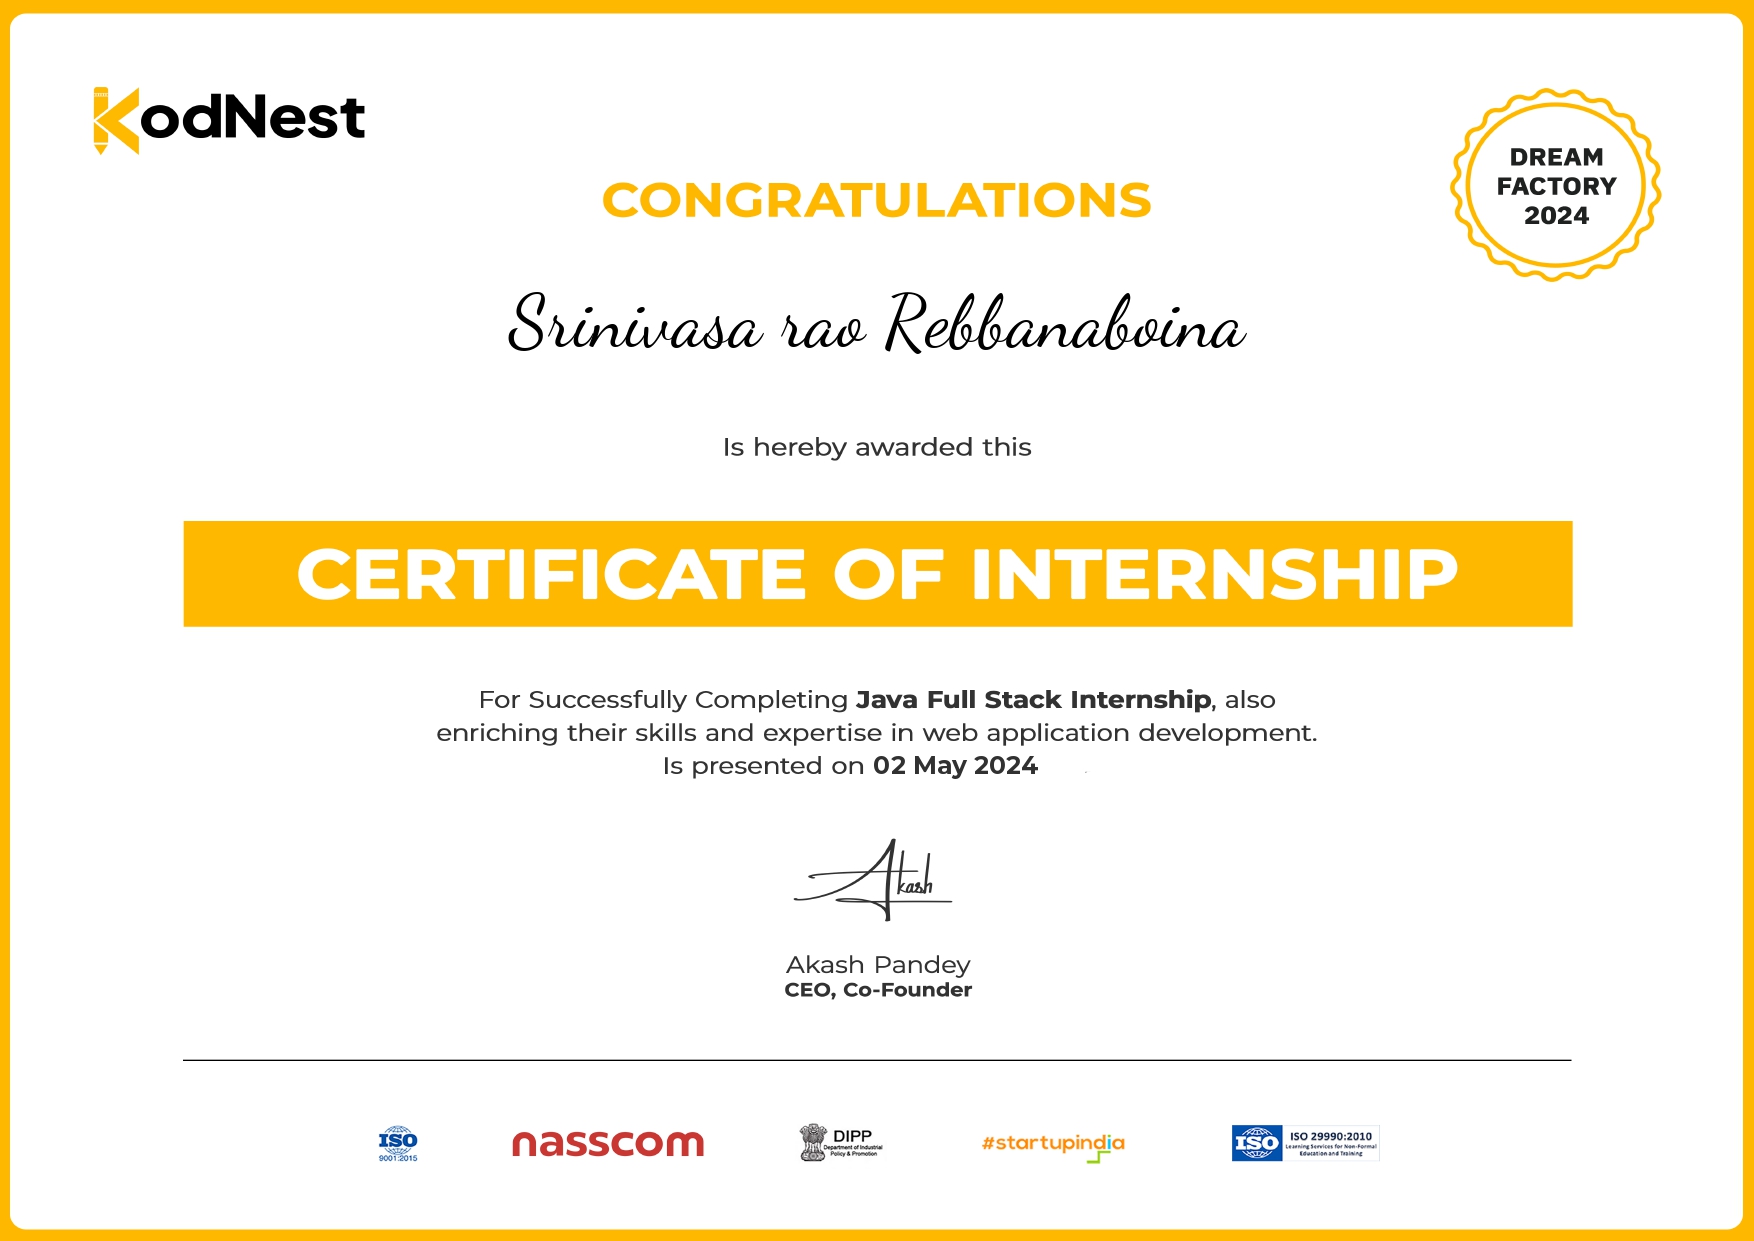 KodNest
DREAM
FACTORY
2024
CONGRATULATIONS
Srinivasa rao Rebbanaboina
Is hereby awarded this
CERTIFICATE OF INTERNSHIP
For Successfully Completing Java Full Stack Internship, also
enriching their skills and expertise in web application development.
Is presented on 02 May 2024
Akash
Akash Pandey
CEO, Co-Founder
ISO
9001:2015
nasscom
DIPP
Department of Industrial
Policy & Promotion
#startupindia
ISO
ISO 29990:2010
Learning Services for Non-Formal
Education and Training